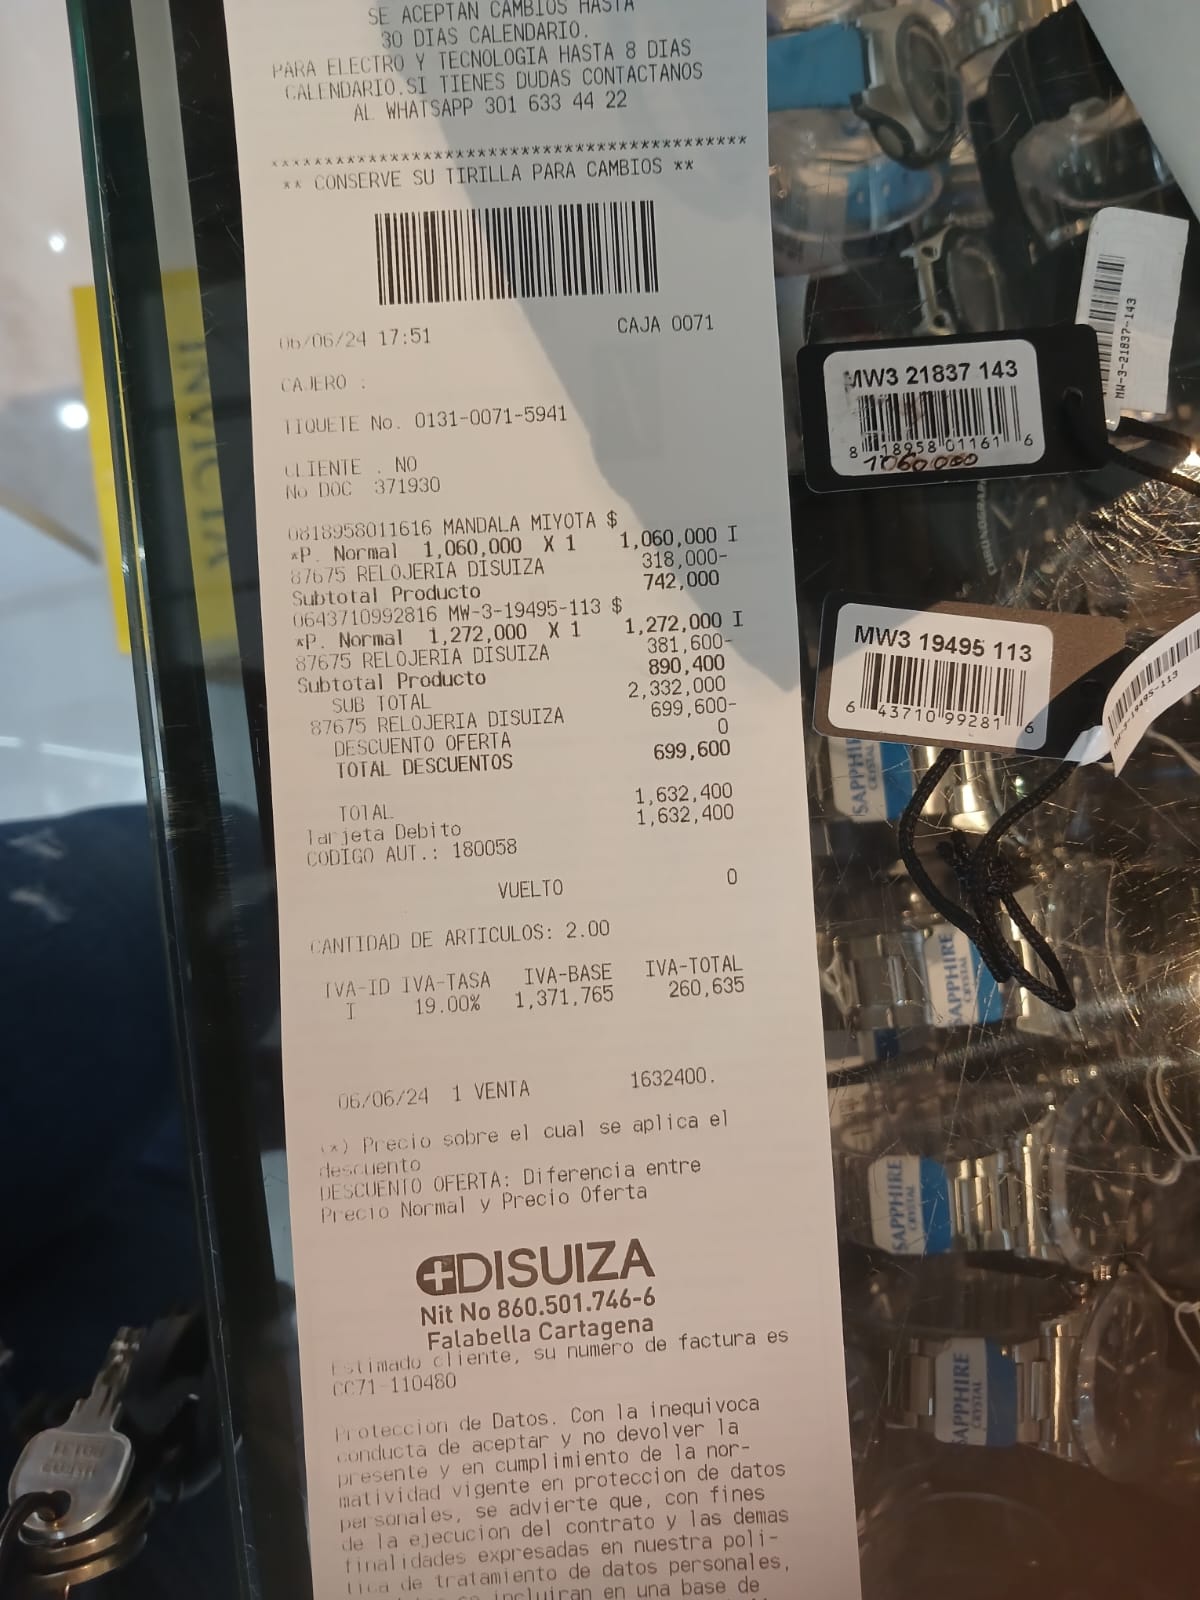 SE ACEPTAN CAMBIOS HASTA
30 DIAS CALENDARIO.
PARA ELECTRO Y TECNOLOGIA HASTA 8 DIAS
CALENDARIO.SI TIENES DUDAS CONTACTANOS
AL WHATSAPP 301 633 44 22
** CONSERVE SU TIRILLA PARA CAMBIOS **
06/06/24 17:51 CAJA 0071
CAJERO :
TIQUETE No. 0131-0071-5941
CLIENTE . NO
No DOC 371930
0818958011616 MANDALA MIYOTA $
*P. Normal 1,060,000 X 1 1,060,000 I
87675 RELOJERIA DISUIZA 318,000-
Subtotal Producto 742,000
0643710992816 MW-3-19495-113 $
*P. Normal 1,272,000 X 1 1,272,000 I
87675 RELOJERIA DISUIZA 381,600-
Subtotal Producto 890,400
SUB TOTAL 2,332,000
87675 RELOJERIA DISUIZA 699,600-
DESCUENTO OFERTA 0
TOTAL DESCUENTOS 699,600
TOTAL 1,632,400
Tarjeta Debito 1,632,400
CODIGO AUT.: 180058
VUELTO 0
CANTIDAD DE ARTICULOS: 2.00
IVA-ID IVA-TASA IVA-BASE IVA-TOTAL
I 19.00% 1,371,765 260,635
06/06/24 1 VENTA 1632400.
(*) Precio sobre el cual se aplica el
descuento
DESCUENTO OFERTA: Diferencia entre
Precio Normal y Precio Oferta
DISUIZA
Nit No 860.501.746-6
Falabella Cartagena
Estimado cliente, su numero de factura es
CC71-110480
Proteccion de Datos. Con la inequivoca
conducta de aceptar y no devolver la
presente y en cumplimiento de la nor-
matividad vigente en proteccion de datos
personales, se advierte que, con fines
de la ejecucion del contrato y las demas
finalidades expresadas en nuestra poli-
tica de tratamiento de datos personales,
incluiran en una base de
INVICTA
MW3 21837 143
8 18958 01161 6
1060000
MW-3-21837-143
MW3 19495 113
6 43710 99281 6
MW-3-19495-113
SAPPHIRE
CRYSTAL
SAPPHIRE
CRYSTAL
SAPPHIRE
CRYSTAL
SAPPHIRE
CRYSTAL